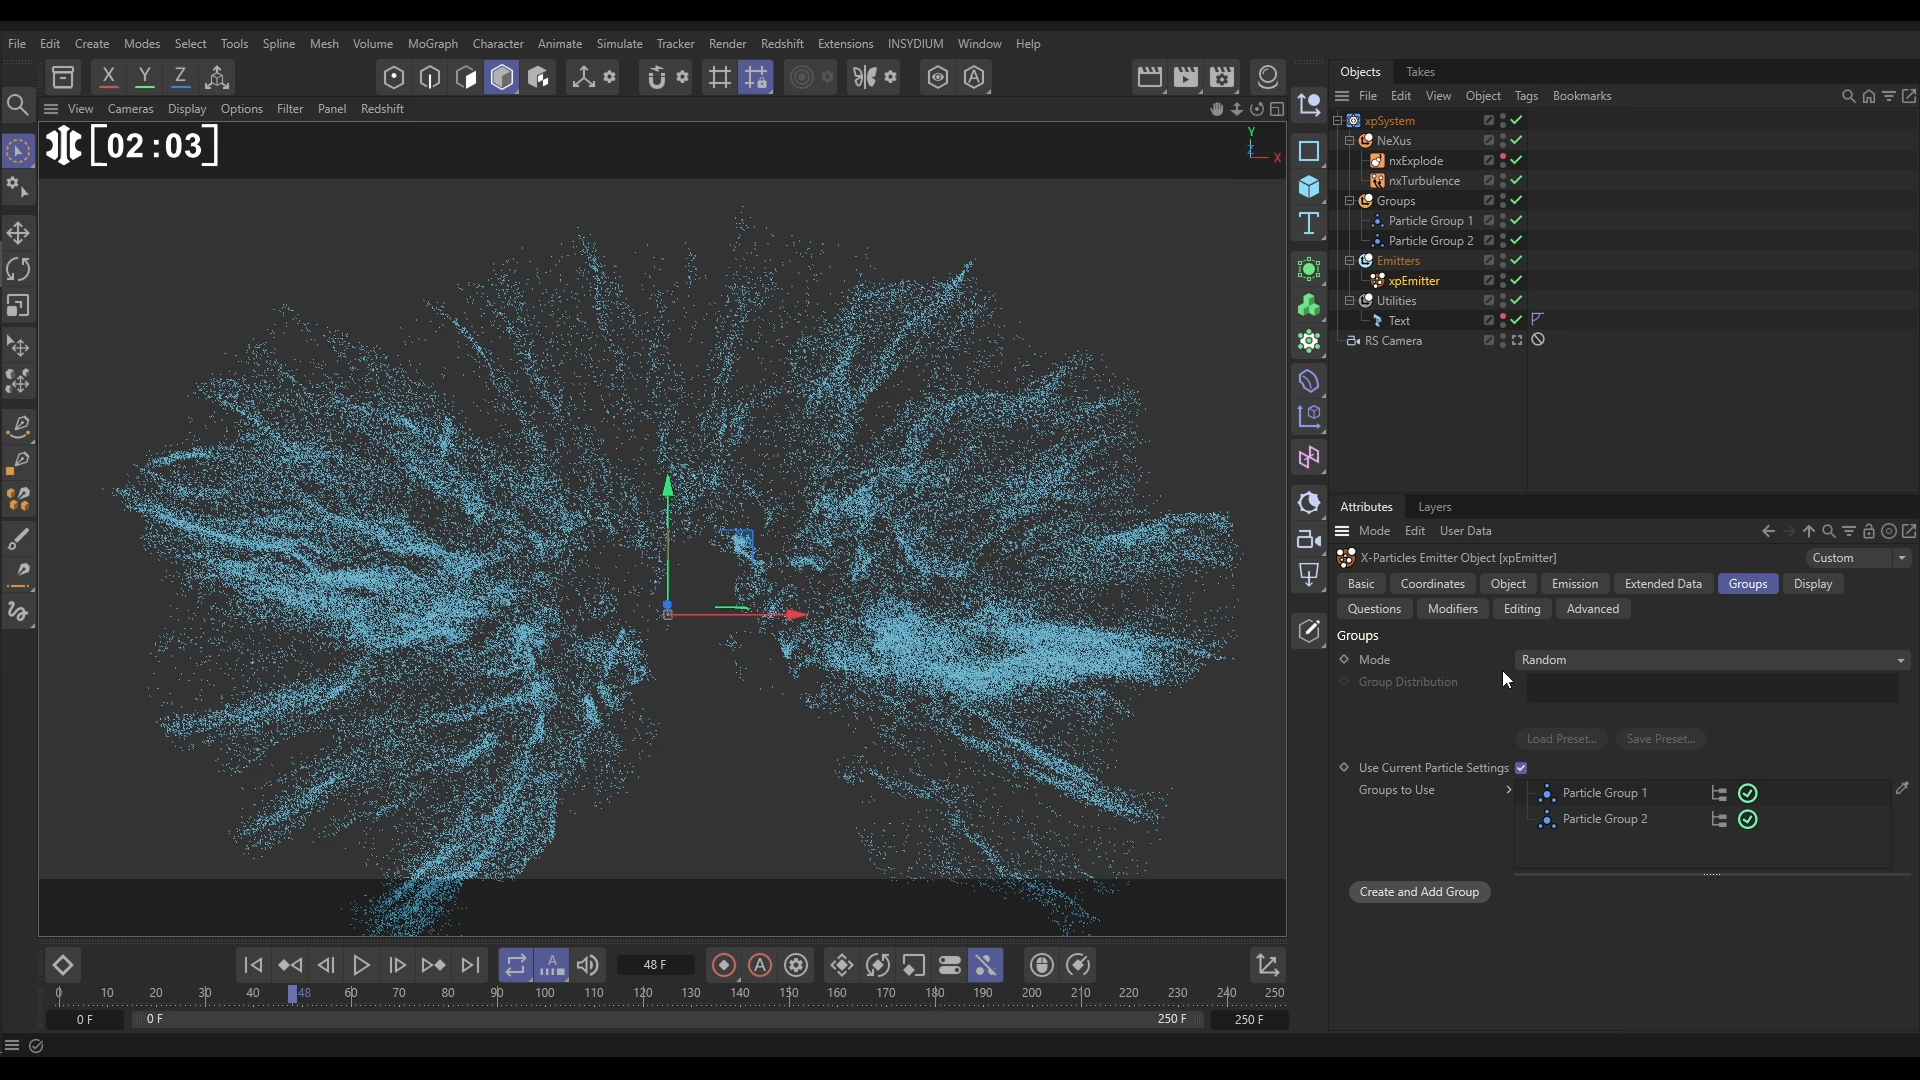 File Edit Create Modes Select Tools Spline Mesh Volume MoGraph Character Animate Simulate Tracker Render Redshift Extensions INSYDIUM Window Help
X Y Z
View Cameras Display Options Filter Panel Redshift
[02:03]
Y
Z
X
Objects Takes
File Edit View Object Tags Bookmarks
xpSystem
NeXus
nxExplode
nxTurbulence
Groups
Particle Group 1
Particle Group 2
Emitters
xpEmitter
Utilities
Text
RS Camera
Attributes Layers
Mode Edit User Data
X-Particles Emitter Object [xpEmitter] Custom
Basic Coordinates Object Emission Extended Data Groups Display
Questions Modifiers Editing Advanced
Groups
Mode Random
Group Distribution
Load Preset... Save Preset...
Use Current Particle Settings
Groups to Use Particle Group 1
Particle Group 2
Create and Add Group
48 F
0 10 20 30 40 48 60 70 80 90 100 110 120 130 140 150 160 170 180 190 200 210 220 230 240 250
0 F 0 F 250 F 250 F